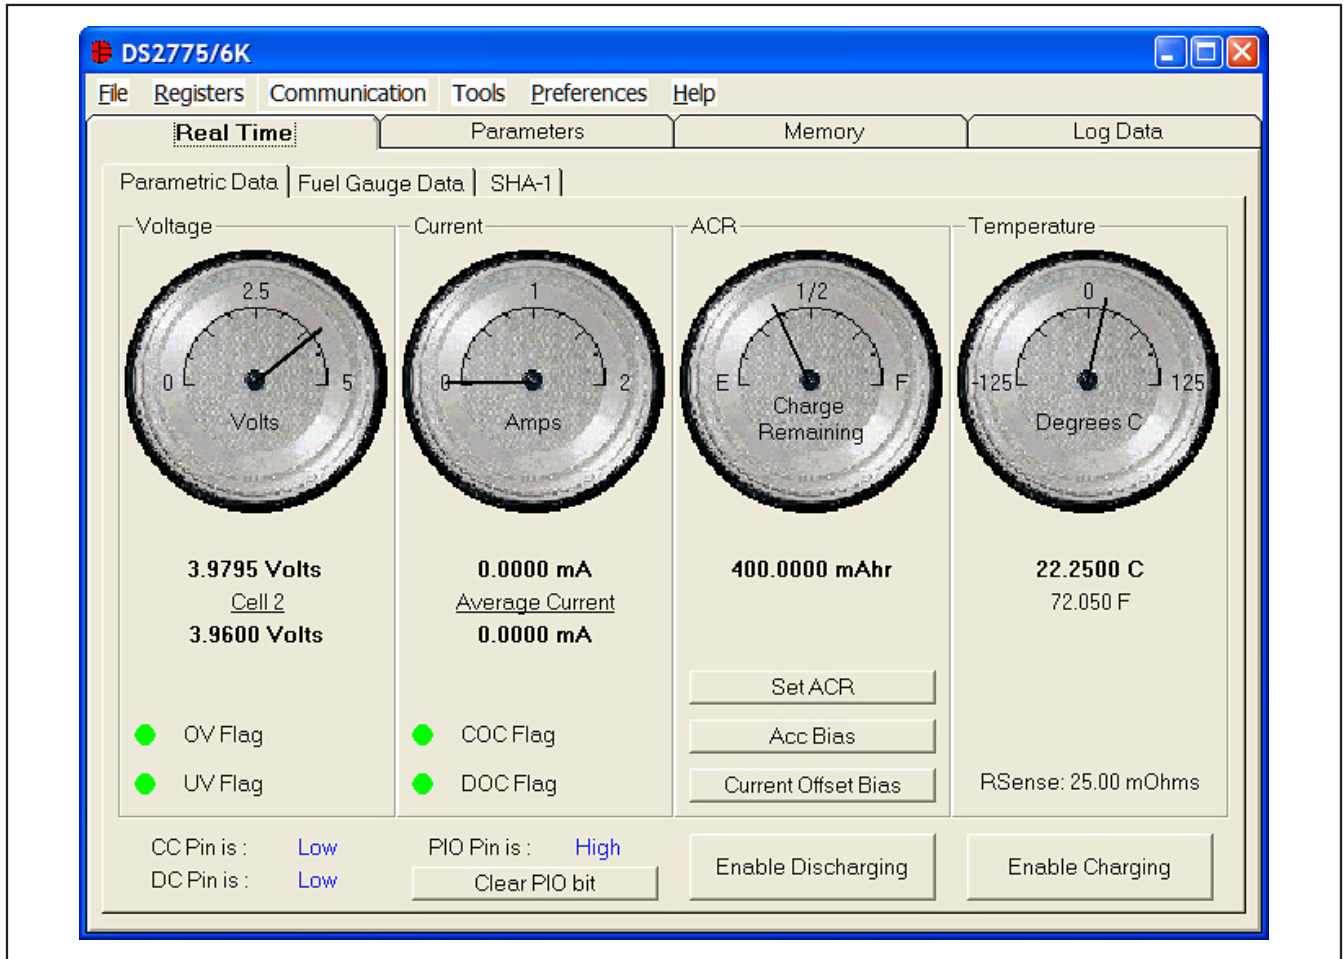 DS2775/6K
File Registers Communication Tools Preferences Help
Real Time Parameters Memory Log Data
Parametric Data Fuel Gauge Data SHA-1
Voltage Current ACR Temperature
2.5 1 1/2 0
0 5 0 2 E F -125 125
Volts Amps Charge Remaining Degrees C
3.9795 Volts 0.0000 mA 400.0000 mAhr 22.2500 C
Cell 2 Average Current 72.050 F
3.9600 Volts 0.0000 mA
Set ACR
OV Flag COC Flag Acc Bias
UV Flag DOC Flag Current Offset Bias RSense: 25.00 mOhms
CC Pin is : Low PIO Pin is : High Enable Discharging Enable Charging
DC Pin is : Low Clear PIO bit